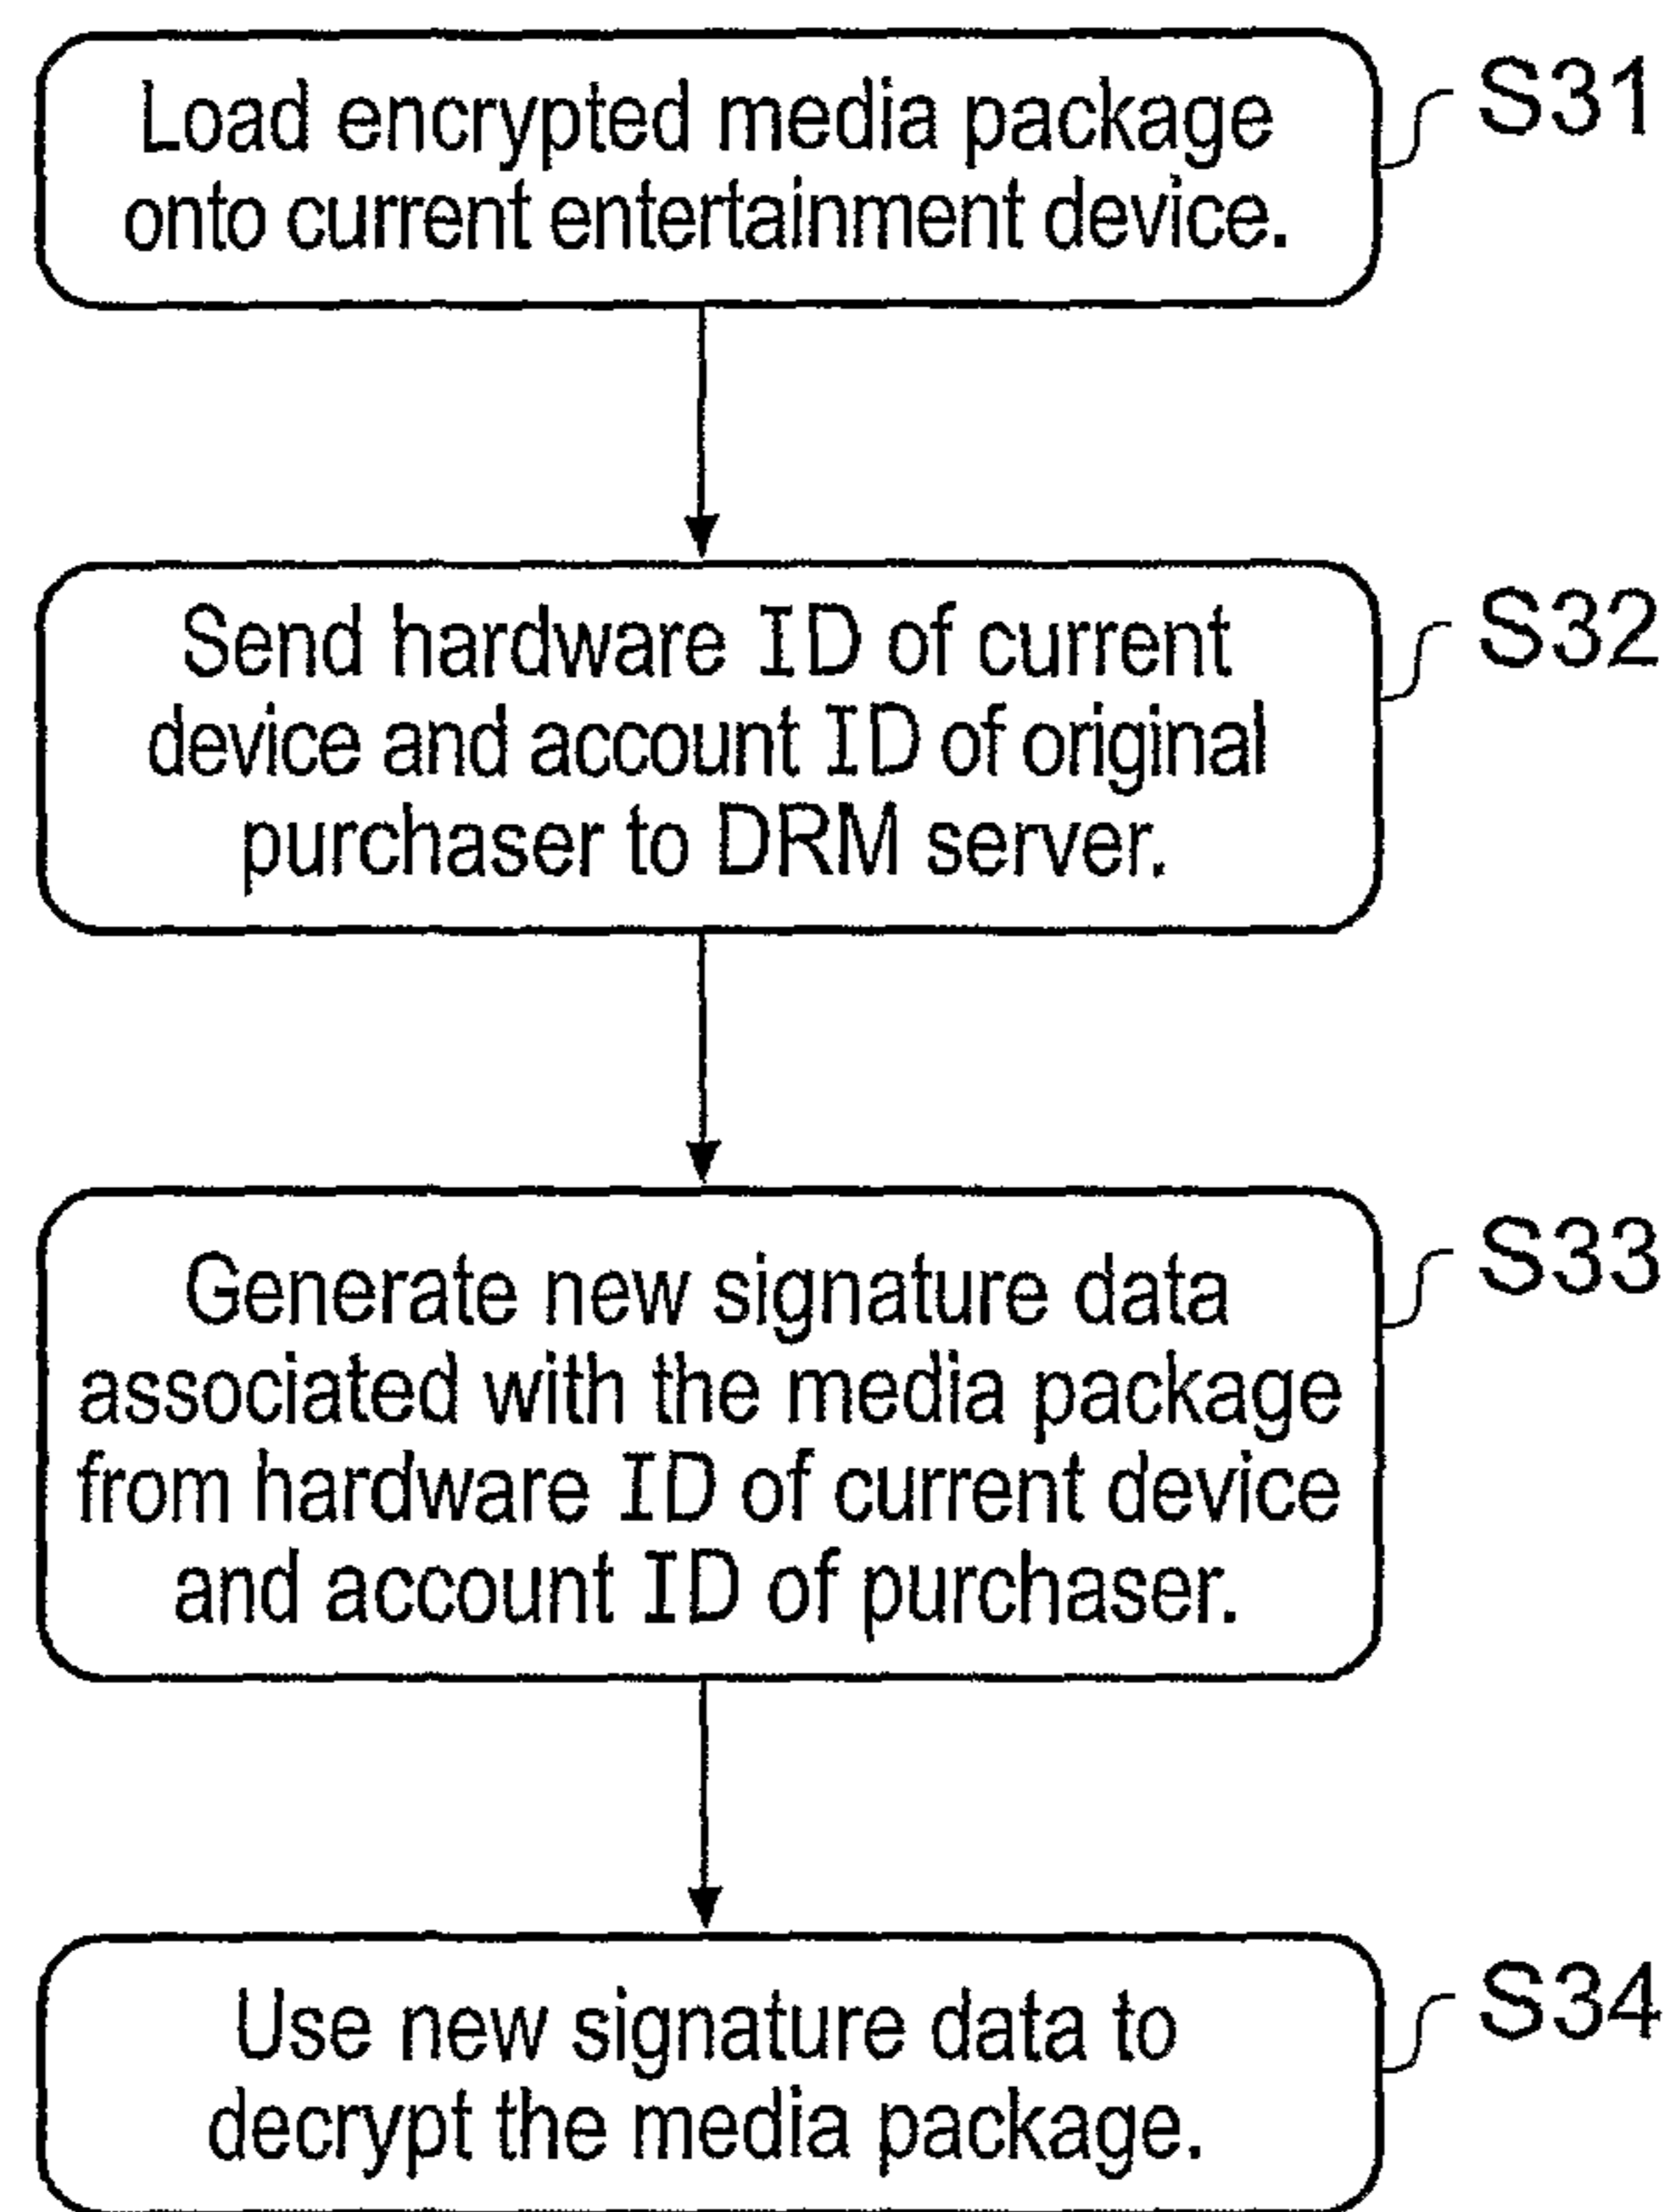 Load encrypted media package
onto current entertainment device.
S31
Send hardware ID of current
device and account ID of original
purchaser to DRM server.
S32
Generate new signature data
associated with the media package
from hardware ID of current device
and account ID of purchaser.
S33
Use new signature data to
decrypt the media package.
S34